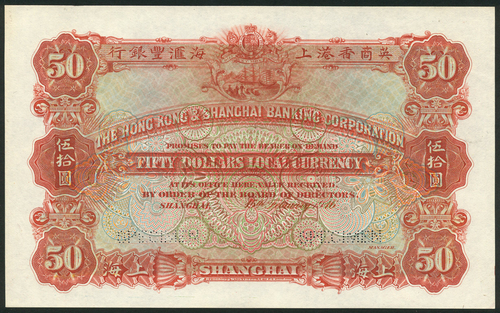 英商香港上海滙豐銀行
50 50
THE HONG KONG & SHANGHAI BANKING CORPORATION
PROMISES TO PAY THE BEARER ON DEMAND
伍拾圓 FIFTY DOLLARS LOCAL CURRENCY 伍拾圓
AT ITS OFFICE HERE VALUE RECEIVED.
BY ORDER OF THE BOARD OF DIRECTORS.
SHANGHAI, February 1916
SPECIMEN SPECIMEN
MANAGER.
50 50
上海 SHANGHAI 上海